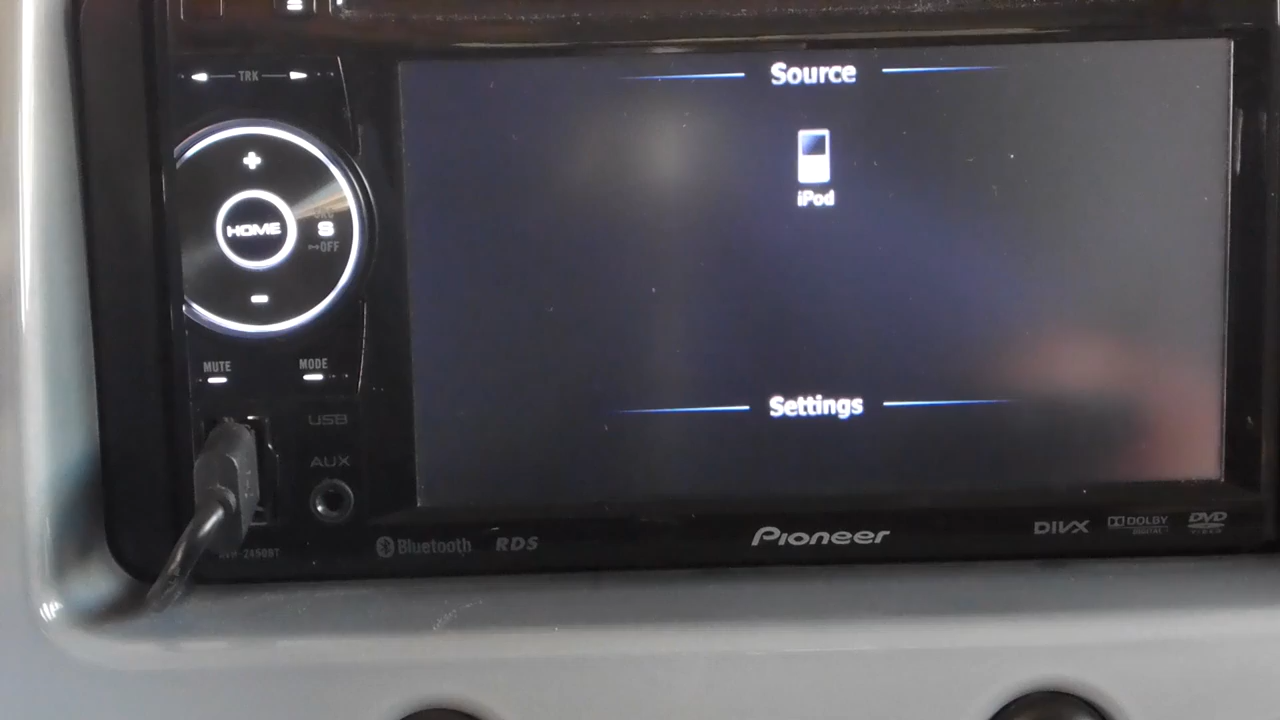 TRK
HOME
S
OFF
MUTE
MODE
USB
AUX
Source
iPod
Settings
Bluetooth
RDS
Pioneer
DIVX
DOLBY
DIGITAL
DVD